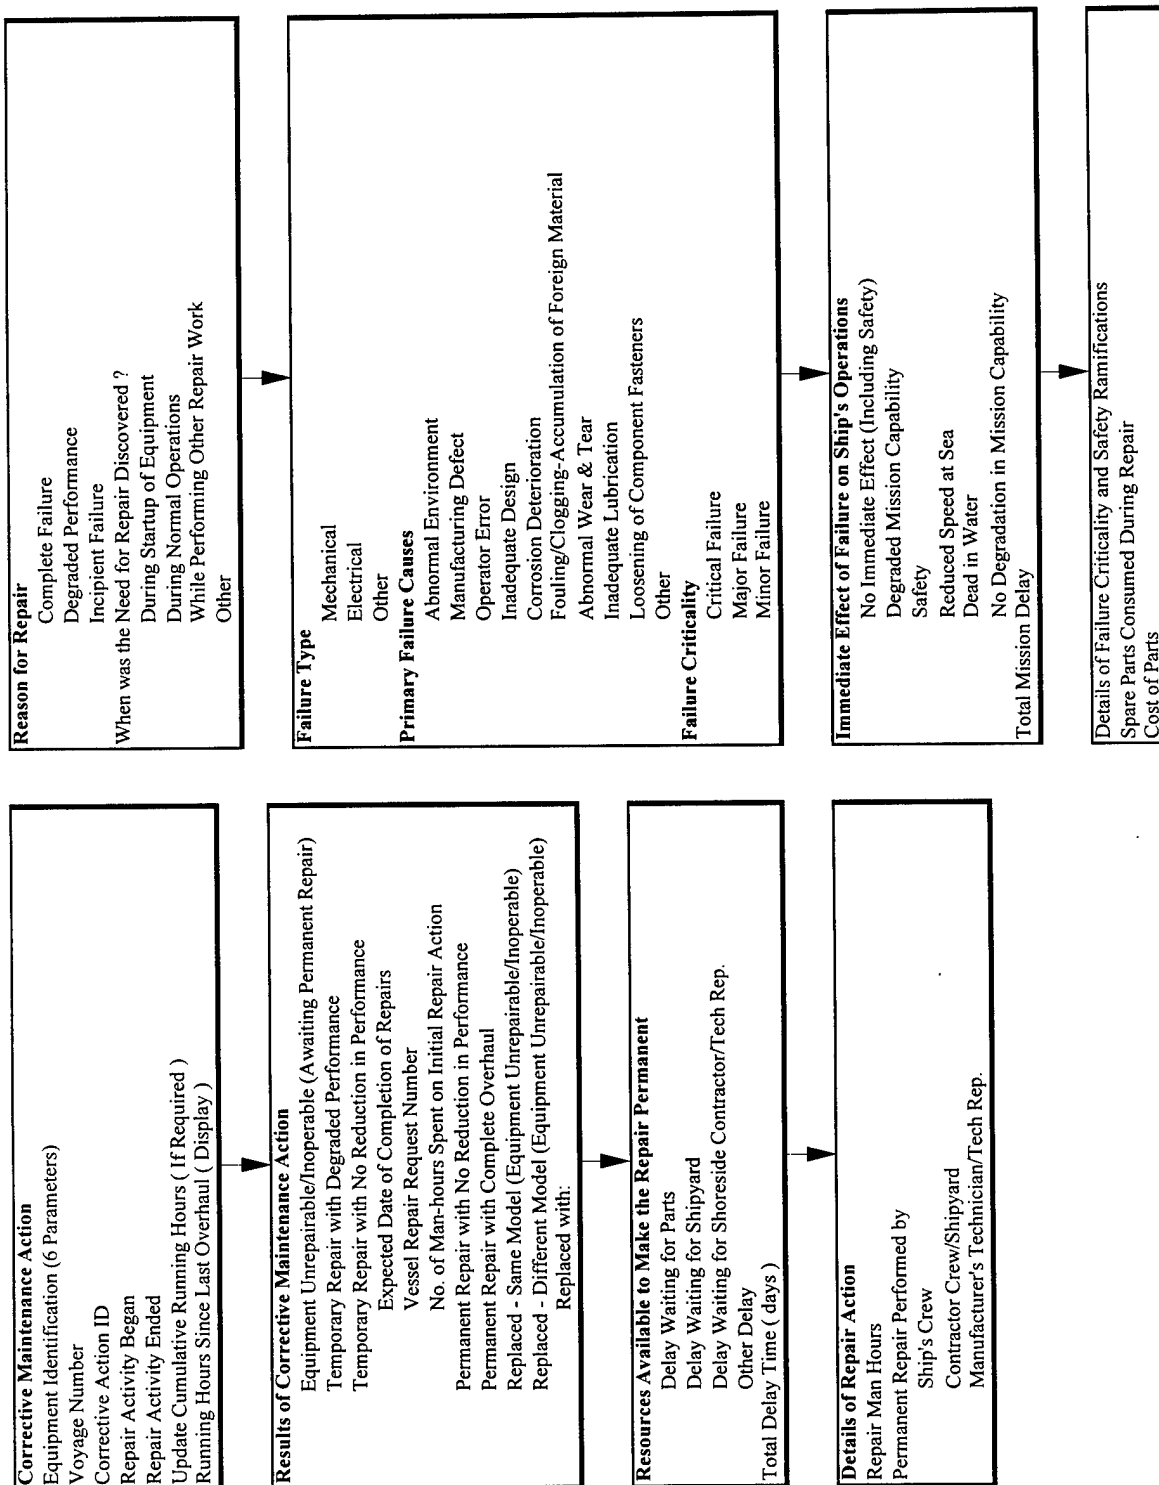 Corrective Maintenance Action
Equipment Identification (6 Parameters)
Voyage Number
Corrective Action ID
Repair Activity Began
Repair Activity Ended
Update Cumulative Running Hours ( If Required )
Running Hours Since Last Overhaul ( Display )
Results of Corrective Maintenance Action
Equipment Unrepairable/Inoperable (Awaiting Permanent Repair)
Temporary Repair with Degraded Performance
Temporary Repair with No Reduction in Performance
Expected Date of Completion of Repairs
Vessel Repair Request Number
No. of Man-hours Spent on Initial Repair Action
Permanent Repair with No Reduction in Performance
Permanent Repair with Complete Overhaul
Replaced - Same Model (Equipment Unrepairable/Inoperable)
Replaced - Different Model (Equipment Unrepairable/Inoperable)
Replaced with:
Resources Available to Make the Repair Permanent
Delay Waiting for Parts
Delay Waiting for Shipyard
Delay Waiting for Shoreside Contractor/Tech Rep.
Other Delay
Total Delay Time ( days )
Details of Repair Action
Repair Man Hours
Permanent Repair Performed by
Ship's Crew
Contractor Crew/Shipyard
Manufacturer's Technician/Tech Rep.
Reason for Repair
Complete Failure
Degraded Performance
Incipient Failure
When was the Need for Repair Discovered ?
During Startup of Equipment
During Normal Operations
While Performing Other Repair Work
Other
Failure Type
Mechanical
Electrical
Other
Primary Failure Causes
Abnormal Environment
Manufacturing Defect
Operator Error
Inadequate Design
Corrosion Deterioration
Fouling/Clogging-Accumulation of Foreign Material
Abnormal Wear & Tear
Inadequate Lubrication
Loosening of Component Fasteners
Other
Failure Criticality
Critical Failure
Major Failure
Minor Failure
Immediate Effect of Failure on Ship's Operations
No Immediate Effect (Including Safety)
Degraded Mission Capability
Safety
Reduced Speed at Sea
Dead in Water
No Degradation in Mission Capability
Total Mission Delay
Details of Failure Criticality and Safety Ramifications
Spare Parts Consumed During Repair
Cost of Parts